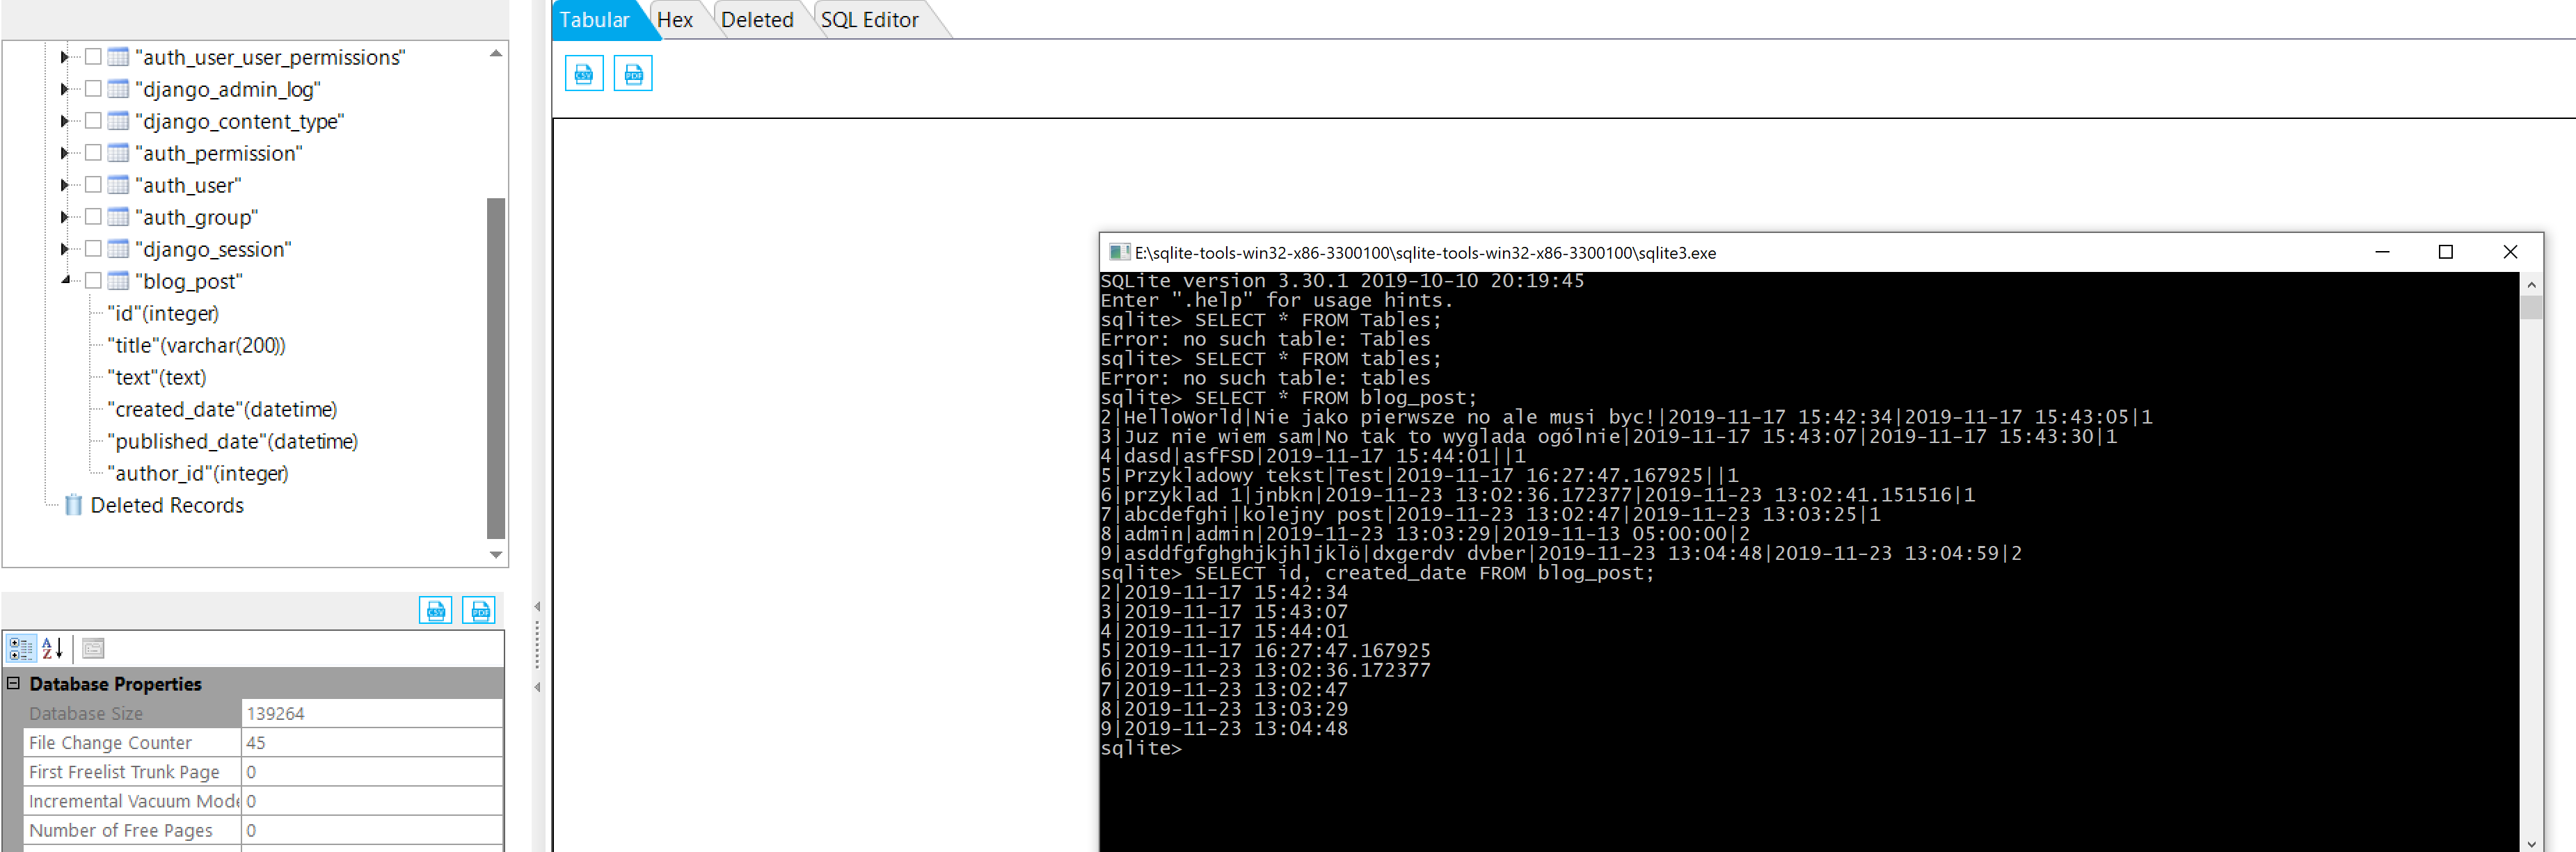 "auth_user_user_permissions"
"django_admin_log"
"django_content_type"
"auth_permission"
"auth_user"
"auth_group"
"django_session"
"blog_post"
"id"(integer)
"title"(varchar(200))
"text"(text)
"created_date"(datetime)
"published_date"(datetime)
"author_id"(integer)
Deleted Records
CSV PDF
A
Z
Database Properties
Database Size 139264
File Change Counter 45
First Freelist Trunk Page 0
Incremental Vacuum Mode 0
Number of Free Pages 0
Tabular Hex Deleted SQL Editor
CSV PDF
E:\sqlite-tools-win32-x86-3300100\sqlite-tools-win32-x86-3300100\sqlite3.exe
SQLite version 3.30.1 2019-10-10 20:19:45
Enter ".help" for usage hints.
sqlite> SELECT * FROM Tables;
Error: no such table: Tables
sqlite> SELECT * FROM tables;
Error: no such table: tables
sqlite> SELECT * FROM blog_post;
2|HelloWorld|Nie jako pierwsze no ale musi byc!|2019-11-17 15:42:34|2019-11-17 15:43:05|1
3|Juz nie wiem sam|No tak to wyglada ogólnie|2019-11-17 15:43:07|2019-11-17 15:43:30|1
4|dasd|asfFSD|2019-11-17 15:44:01||1
5|Przykladowy tekst|Test|2019-11-17 16:27:47.167925||1
6|przyklad 1|jnbkn|2019-11-23 13:02:36.172377|2019-11-23 13:02:41.151516|1
7|abcdefghi|kolejny post|2019-11-23 13:02:47|2019-11-23 13:03:25|1
8|admin|admin|2019-11-23 13:03:29|2019-11-13 05:00:00|2
9|asddfgfghghjkjhljklö|dxgerdv dvber|2019-11-23 13:04:48|2019-11-23 13:04:59|2
sqlite> SELECT id, created_date FROM blog_post;
2|2019-11-17 15:42:34
3|2019-11-17 15:43:07
4|2019-11-17 15:44:01
5|2019-11-17 16:27:47.167925
6|2019-11-23 13:02:36.172377
7|2019-11-23 13:02:47
8|2019-11-23 13:03:29
9|2019-11-23 13:04:48
sqlite>